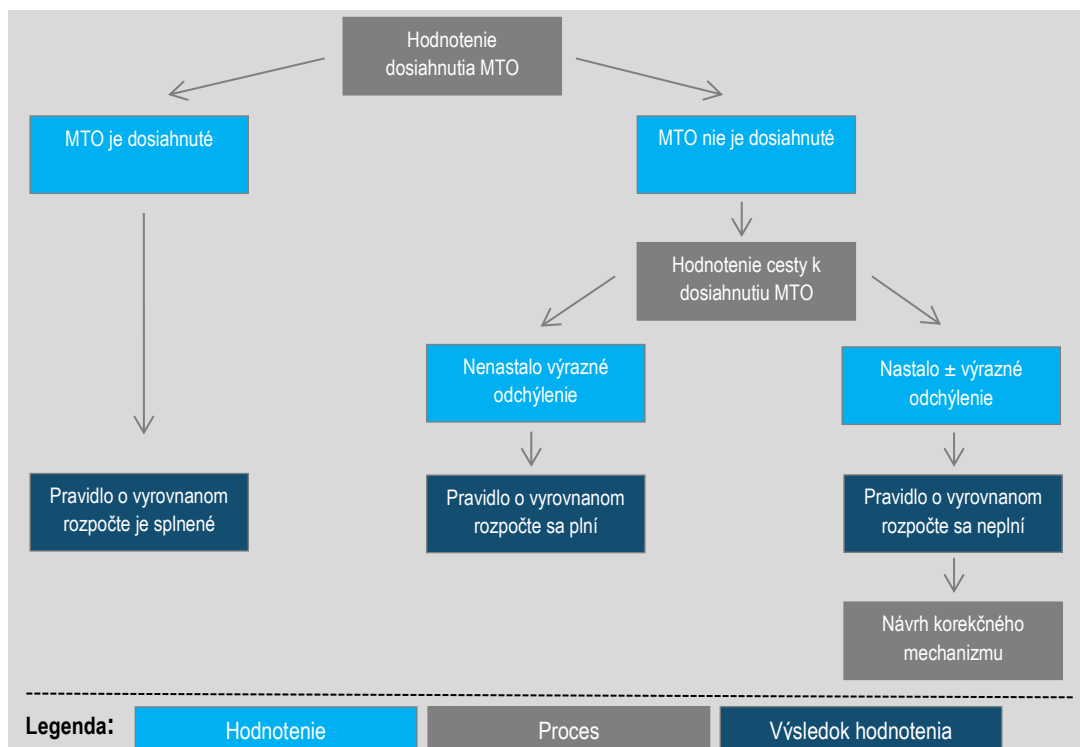 Hodnotenie
dosiahnutia MTO
MTO je dosiahnuté
MTO nie je dosiahnuté
Hodnotenie cesty k
dosiahnutiu MTO
Nenastalo výrazné
odchýlenie
Nastalo ± výrazné
odchýlenie
Pravidlo o vyrovnanom
rozpočte je splnené
Pravidlo o vyrovnanom
rozpočte sa plní
Pravidlo o vyrovnanom
rozpočte sa neplní
Návrh korekčného
mechanizmu
Legenda:
Hodnotenie
Proces
Výsledok hodnotenia